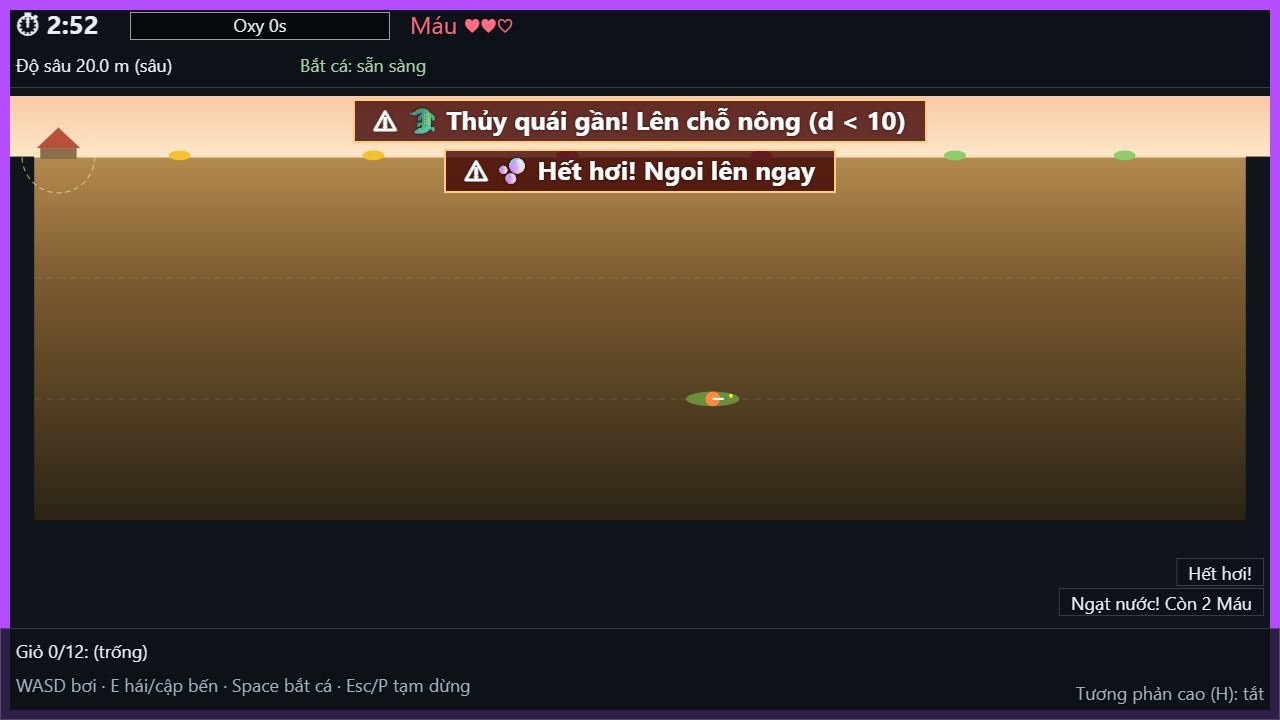 ⏱ 2:52
Oxy 0s
Máu ♥♥♡
Độ sâu 20.0 m (sâu)
Bắt cá: sẵn sàng
⚠ 🐊 Thủy quái gần! Lên chỗ nông (d < 10)
⚠ 🫧 Hết hơi! Ngoi lên ngay
Hết hơi!
Ngạt nước! Còn 2 Máu
Giỏ 0/12: (trống)
WASD bơi · E hái/cập bến · Space bắt cá · Esc/P tạm dừng
Tương phản cao (H): tắt